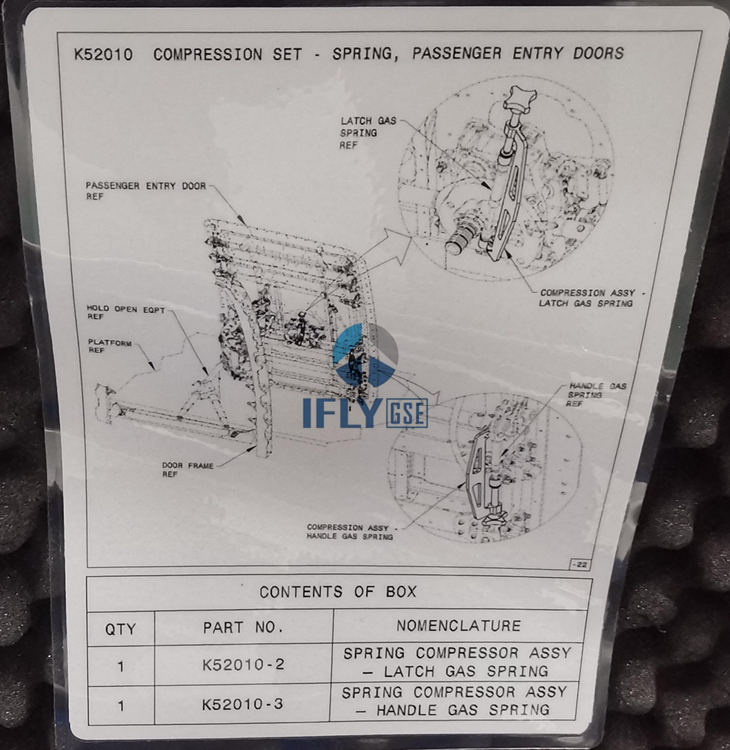 K52010 COMPRESSION SET - SPRING, PASSENGER ENTRY DOORS
LATCH GAS
SPRING
REF
PASSENGER ENTRY DOOR
REF
COMPRESSION ASSY -
LATCH GAS SPRING
HOLD OPEN EQPT
REF
PLATFORM
REF
IFLY GSE
HANDLE GAS
SPRING
REF
DOOR FRAME
REF
COMPRESSION ASSY
HANDLE GAS SPRING
-22
CONTENTS OF BOX
QTY PART NO. NOMENCLATURE
1 K52010-2 SPRING COMPRESSOR ASSY
– LATCH GAS SPRING
1 K52010-3 SPRING COMPRESSOR ASSY
– HANDLE GAS SPRING